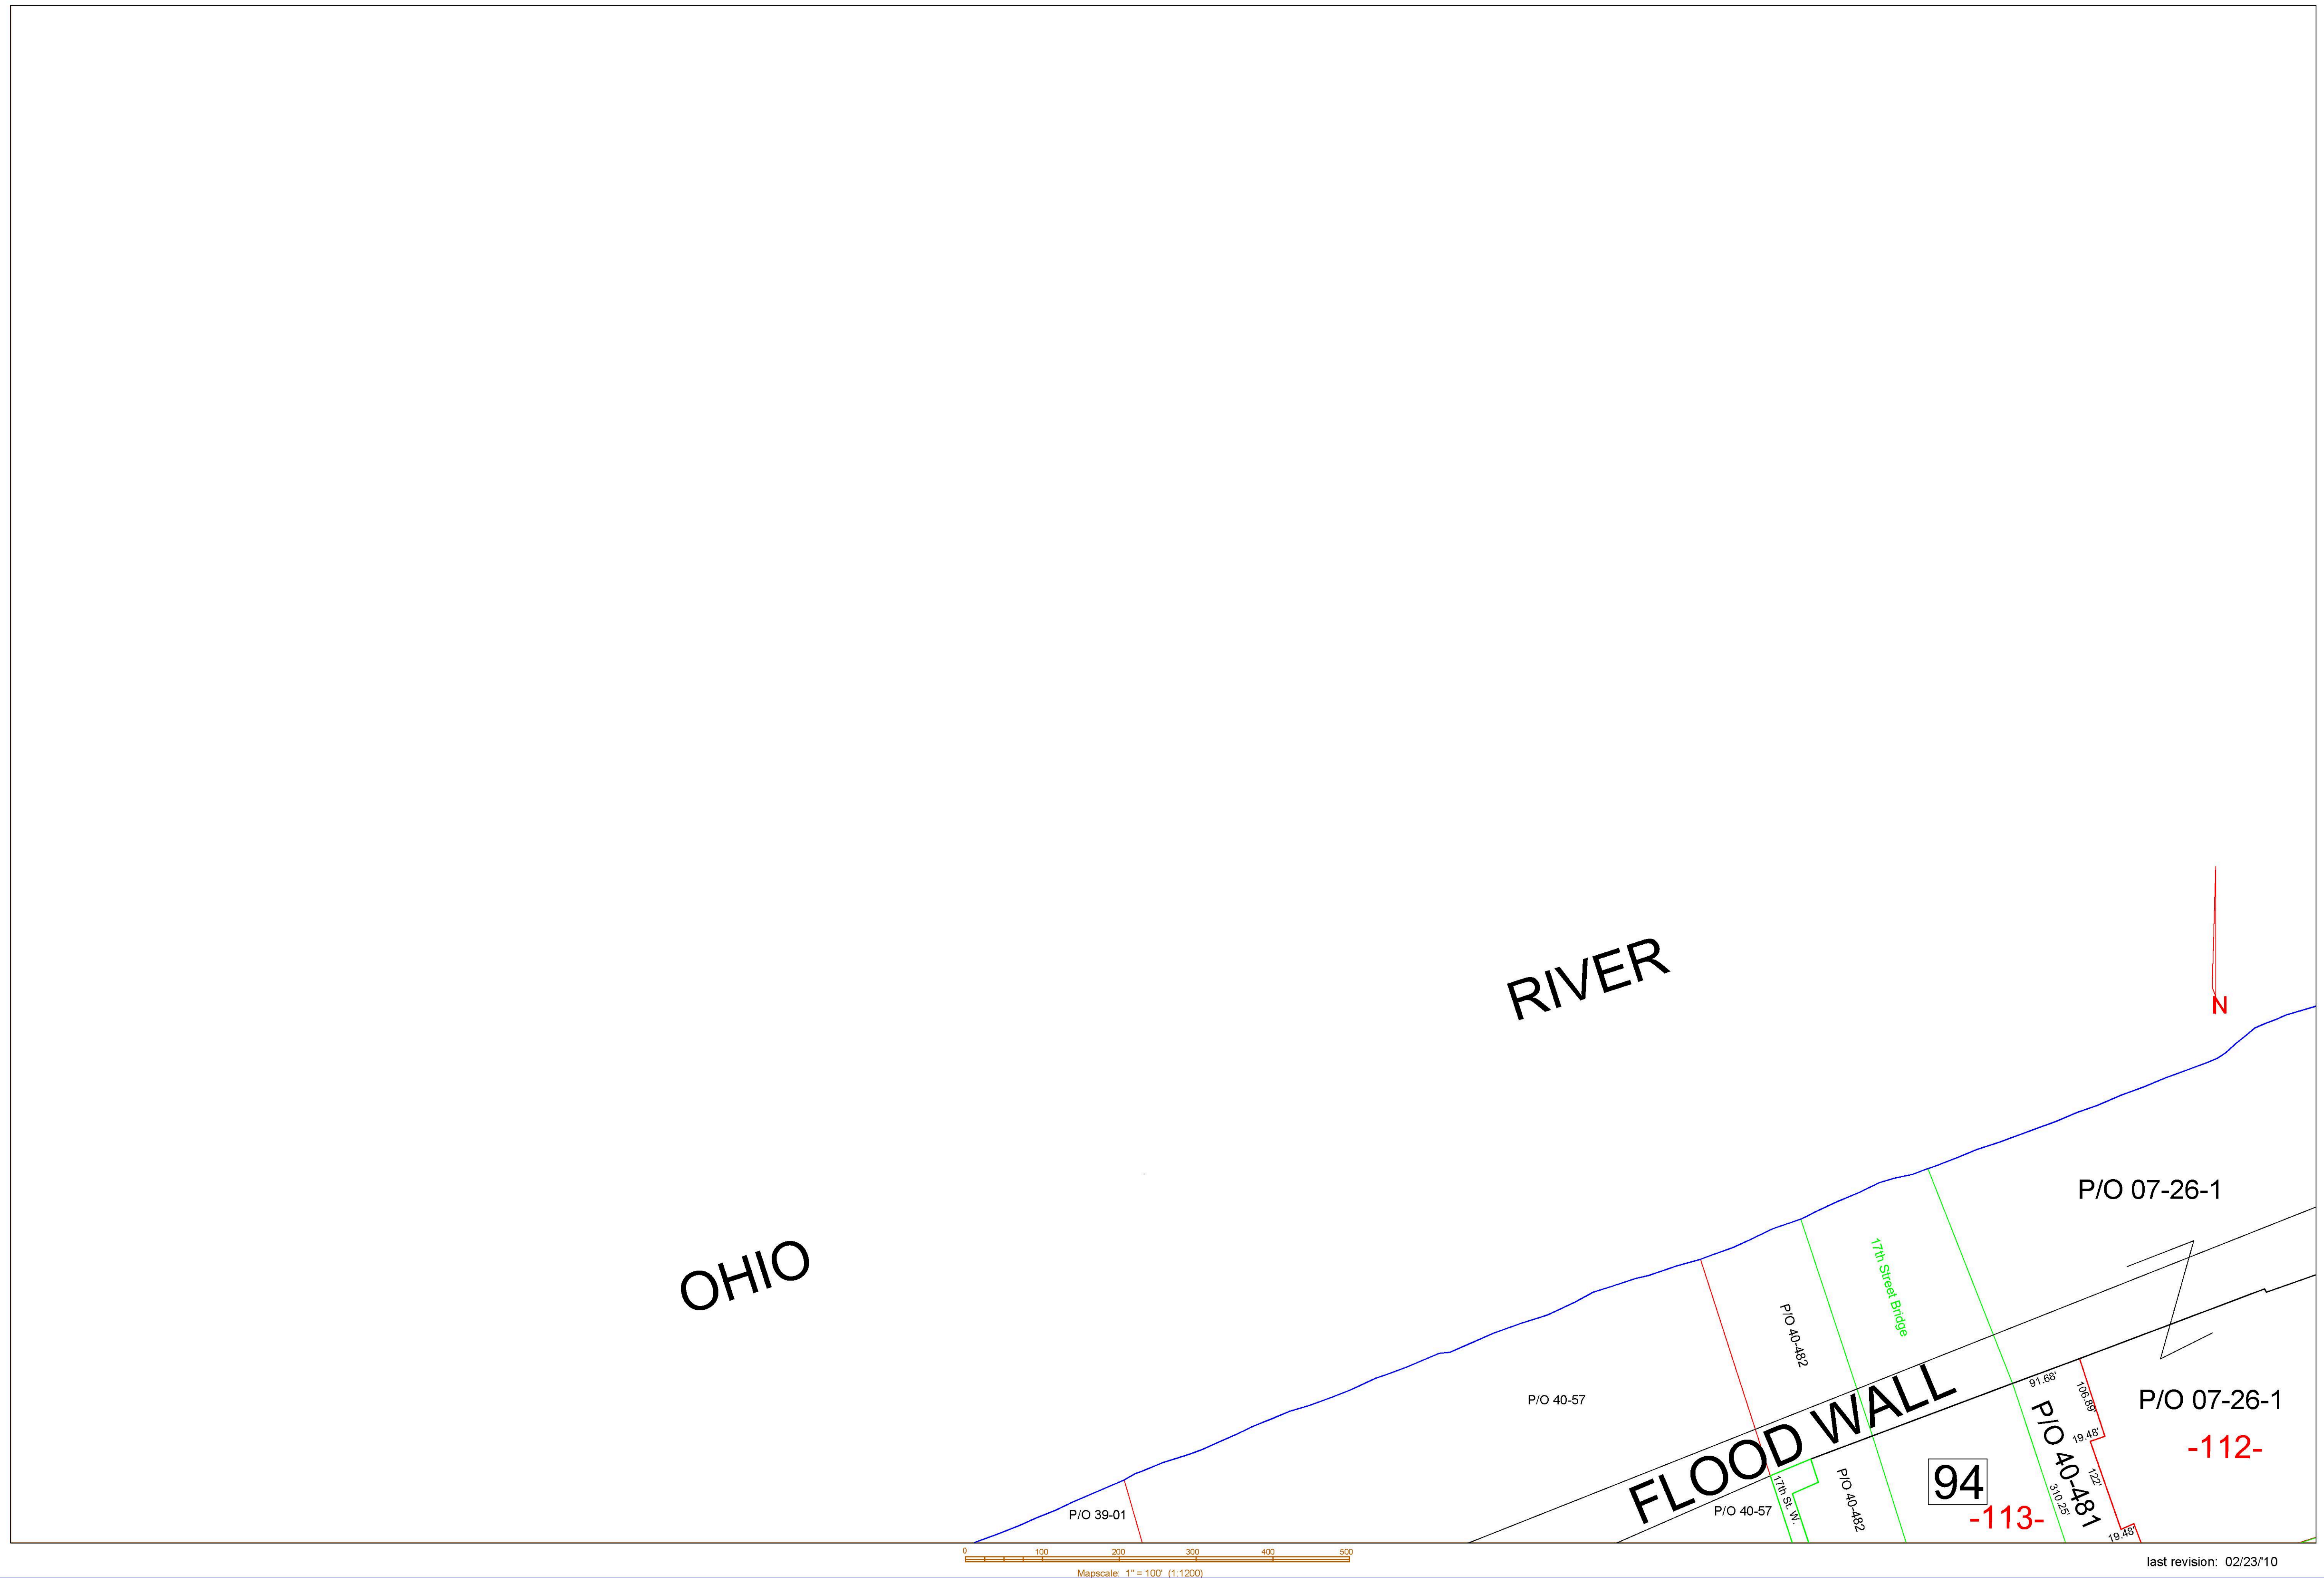 RIVER
N
OHIO
P/O 07-26-1
17th Street Bridge
P/O 40-482
P/O 40-57
FLOOD WALL
91.68'
106.89'
P/O 07-26-1
19.48'
-112-
P/O 40-481
122'
310.25'
94
-113-
17th St. W.
P/O 40-57
P/O 40-482
P/O 39-01
19.48'
0 100 200 300 400 500
Mapscale: 1" = 100' (1:1200)
last revision: 02/23/'10